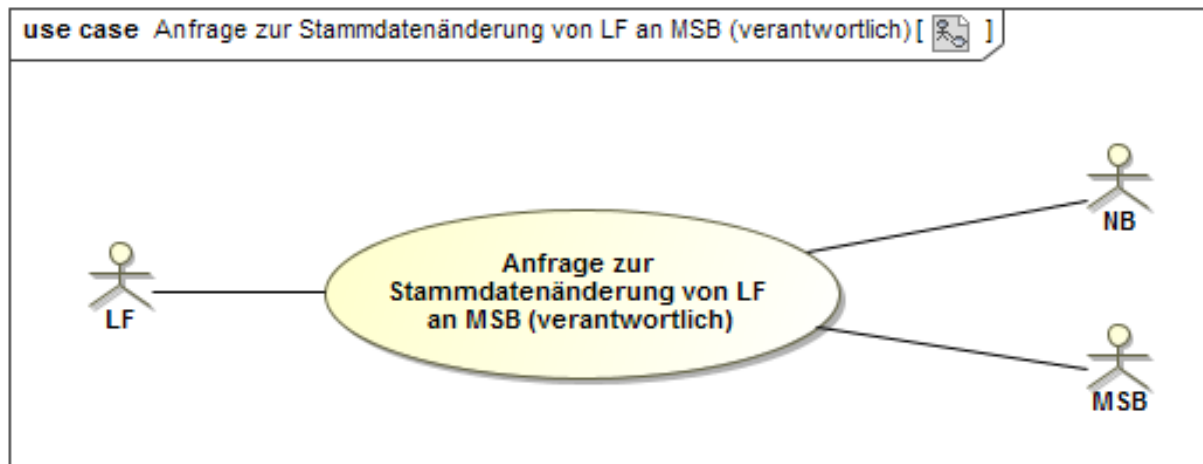 use case Anfrage zur Stammdatenänderung von LF an MSB (verantwortlich) [ ]
NB
Anfrage zur
Stammdatenänderung von LF
an MSB (verantwortlich)
LF
MSB